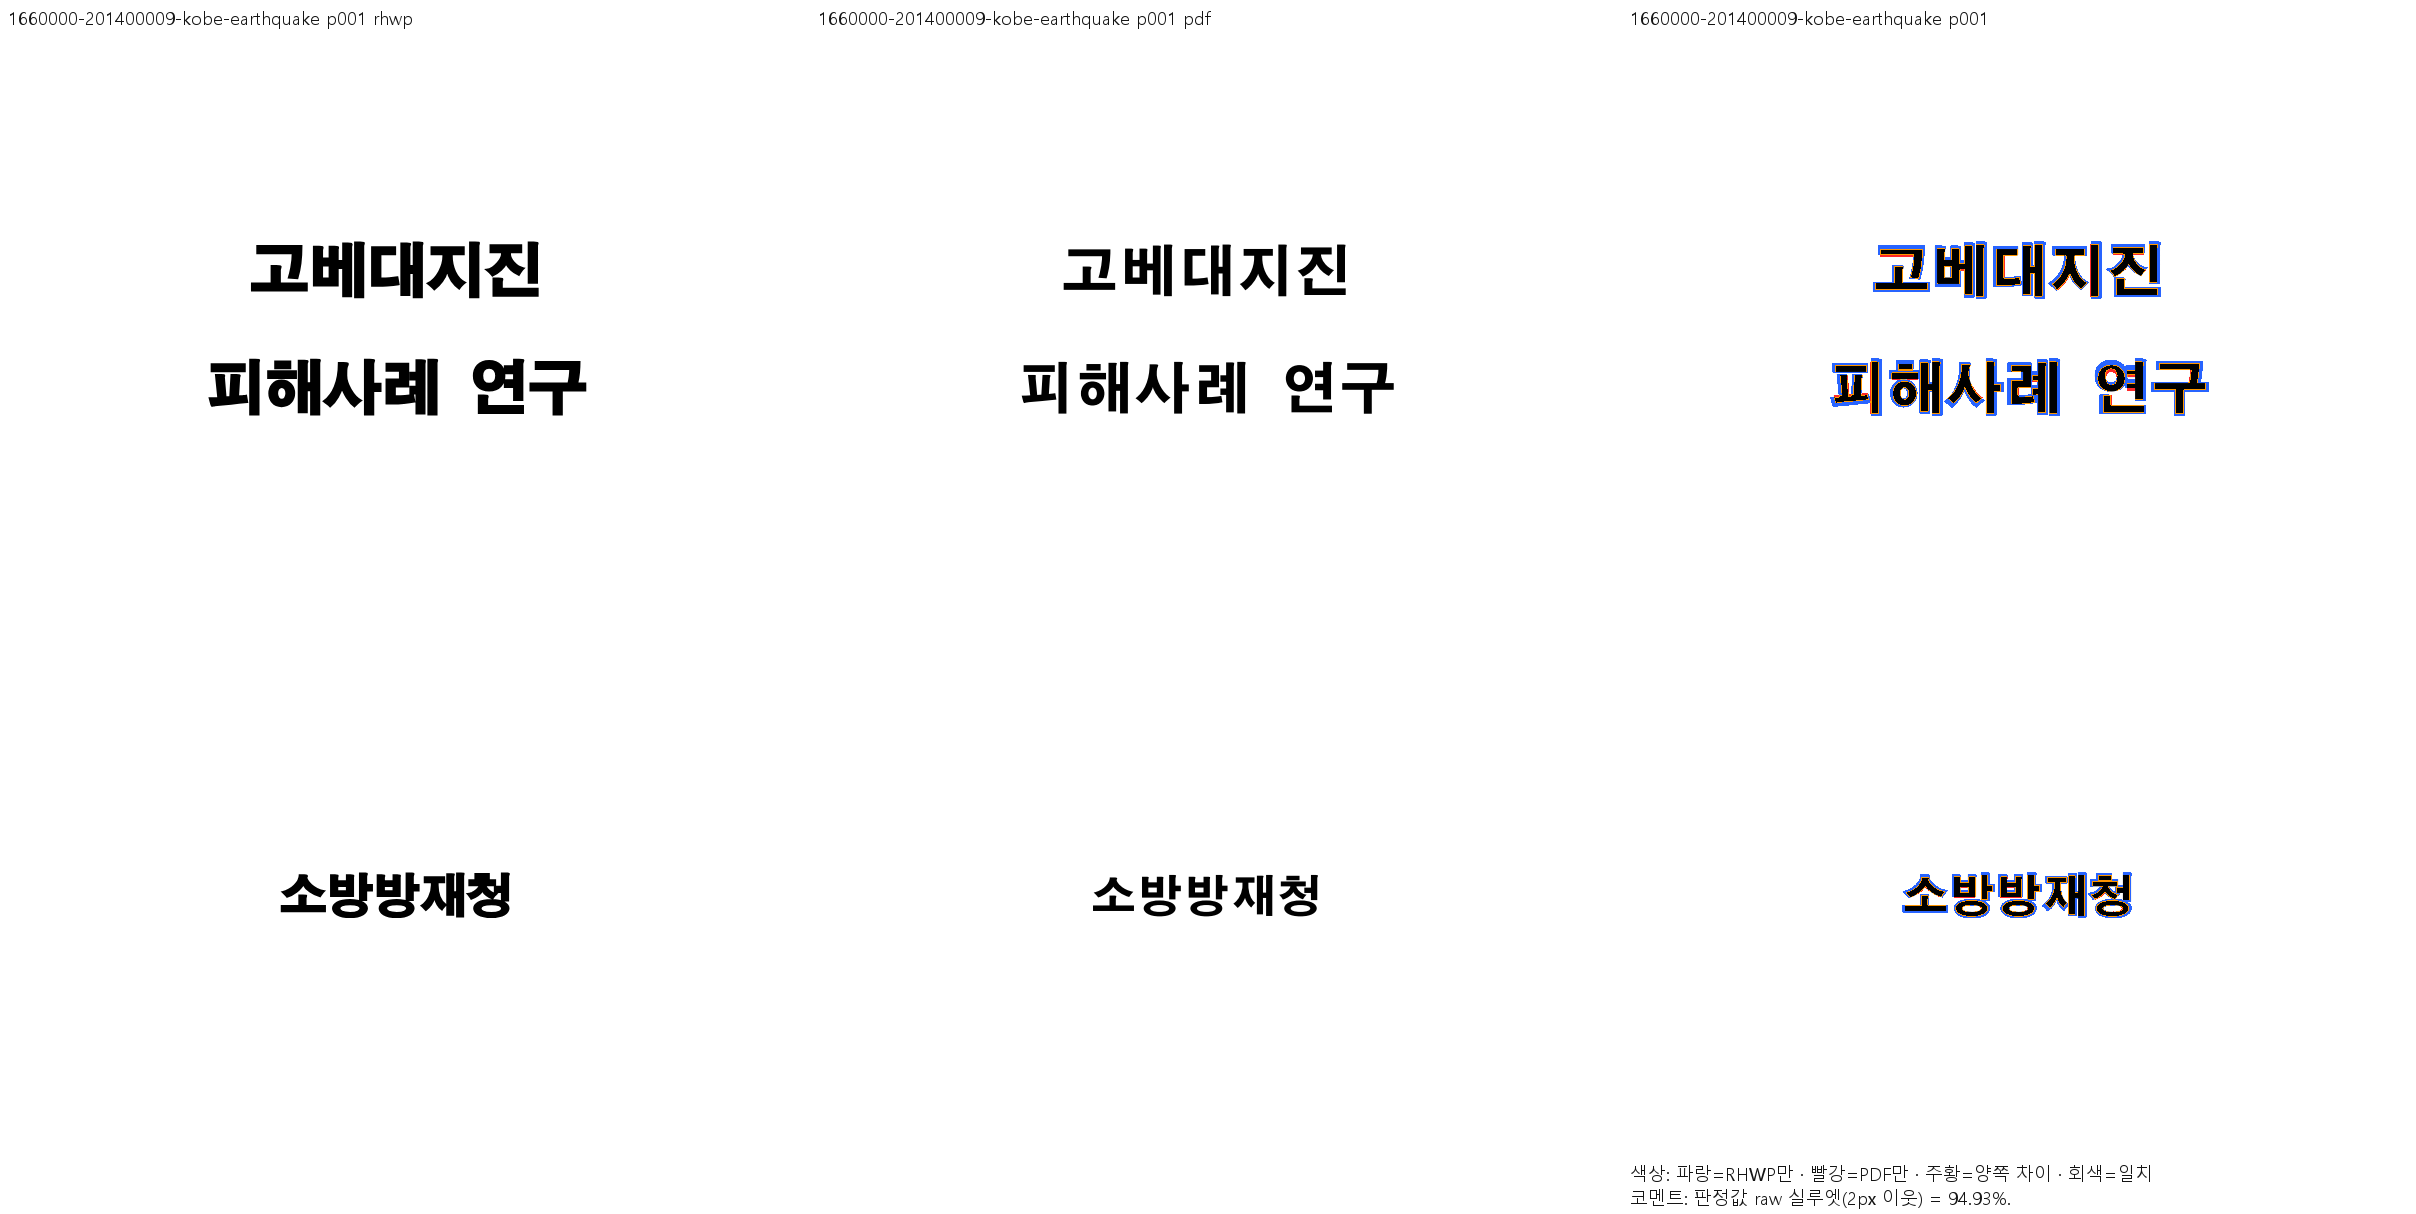 1660000-201400009-kobe-earthquake p001 rhwp
고베대지진
피해사례 연구
소방방재청
1660000-201400009-kobe-earthquake p001 pdf
고베대지진
피해사례 연구
소방방재청
1660000-201400009-kobe-earthquake p001
고베대지진
피해사례 연구
소방방재청
색상: 파랑=RHWP만 · 빨강=PDF만 · 주황=양쪽 차이 · 회색=일치
코멘트: 판정값 raw 실루엣(2px 이웃) = 94.93%.